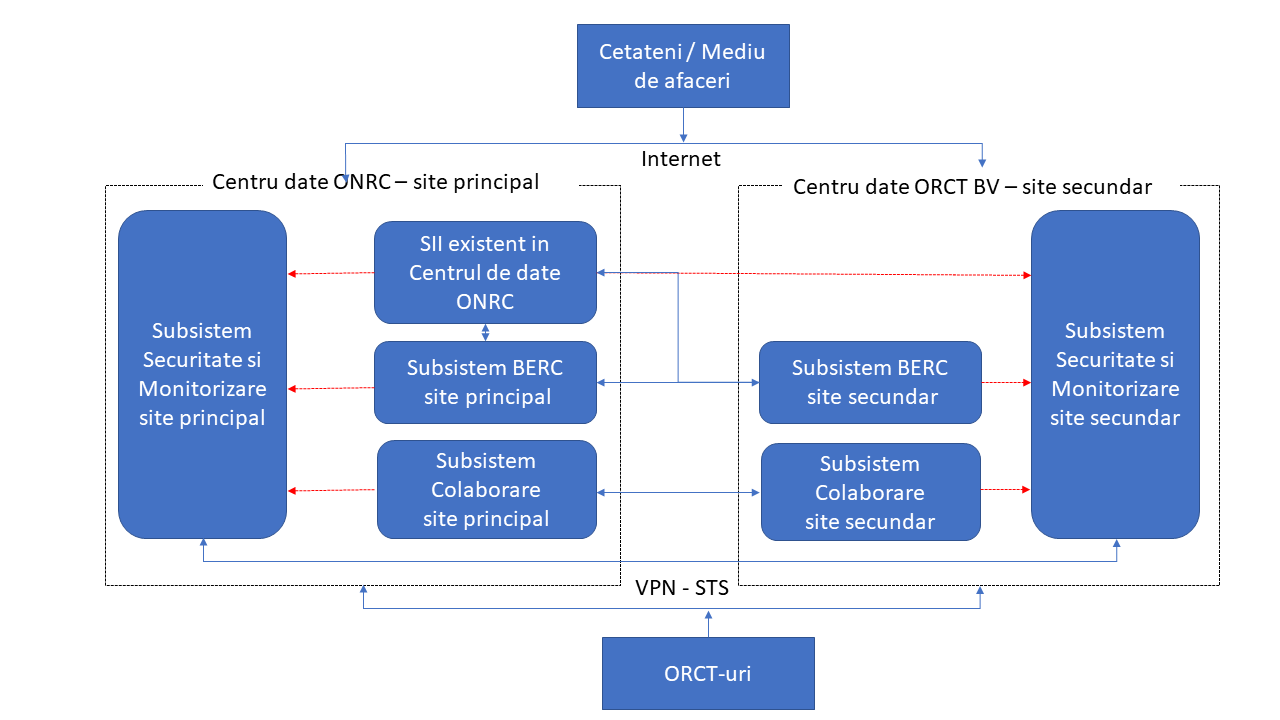 Cetateni / Mediu
de afaceri
Internet
Centru date ONRC – site principal
Centru date ORCT BV – site secundar
Subsistem
Securitate si
Monitorizare
site principal
SII existent in
Centrul de date
ONRC
Subsistem BERC
site principal
Subsistem
Colaborare
site principal
Subsistem BERC
site secundar
Subsistem
Colaborare
site secundar
Subsistem
Securitate si
Monitorizare
site secundar
VPN - STS
ORCT-uri